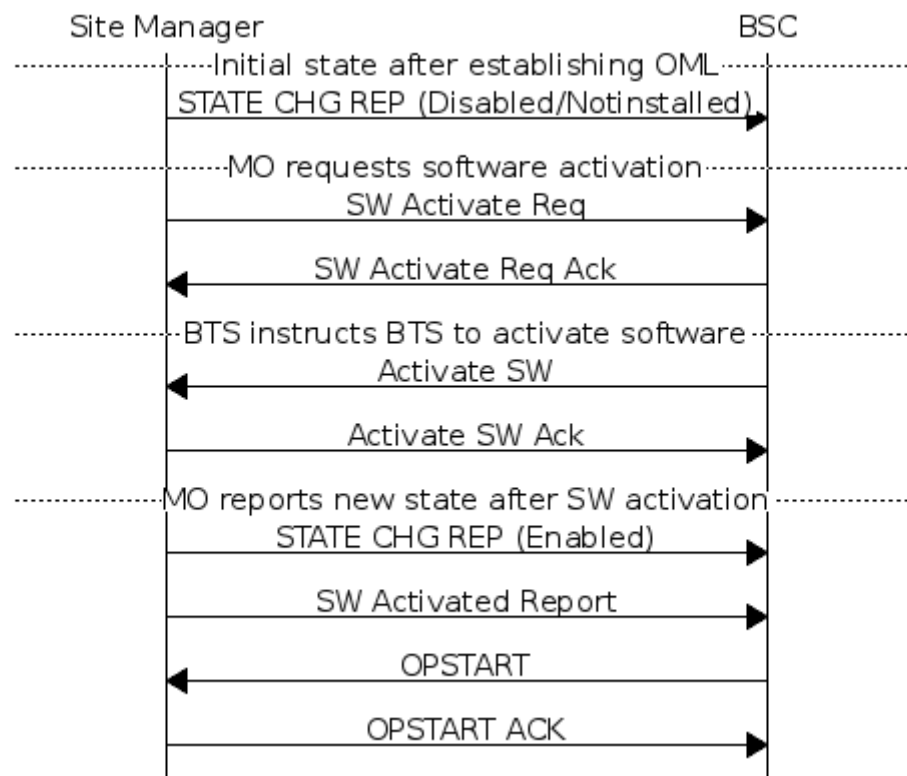 Site Manager BSC
Initial state after establishing OML
STATE CHG REP (Disabled/Notinstalled)
MO requests software activation
SW Activate Req
SW Activate Req Ack
BTS instructs BTS to activate software
Activate SW
Activate SW Ack
MO reports new state after SW activation
STATE CHG REP (Enabled)
SW Activated Report
OPSTART
OPSTART ACK